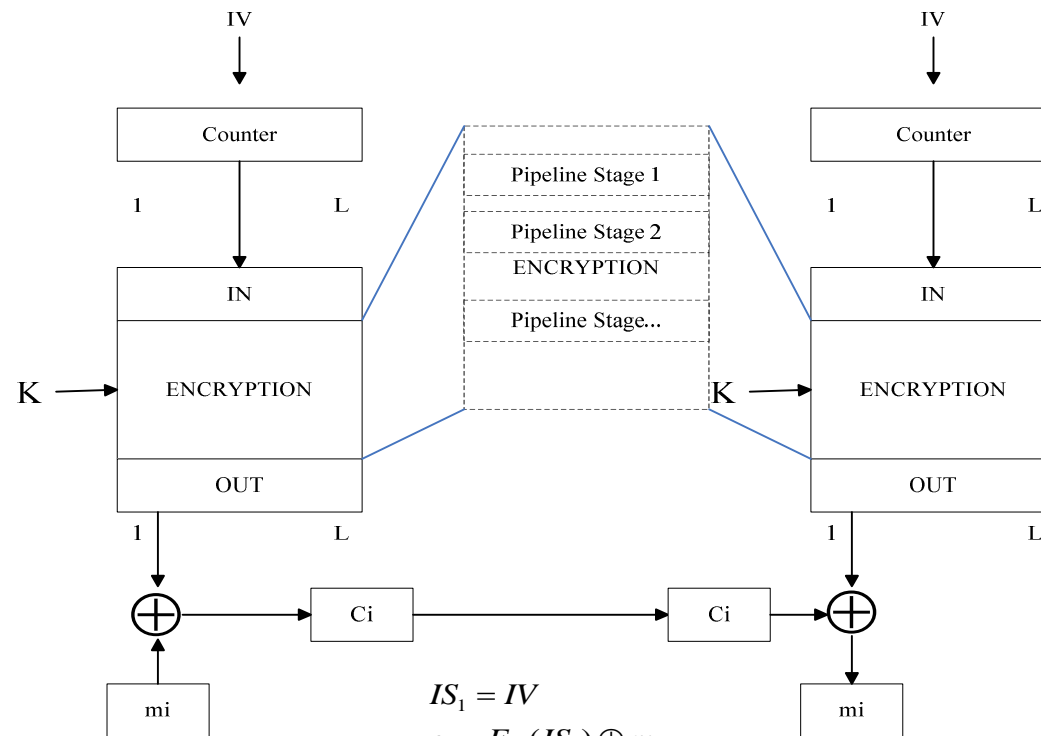 IV
IV
Counter
Counter
Pipeline Stage 1
1
L
Pipeline Stage 2
1
L
ENCRYPTION
IN
IN
Pipeline Stage...
K
ENCRYPTION
K
ENCRYPTION
OUT
OUT
1
L
1
L
Ci
Ci
mi
IS₁ = IV
mi